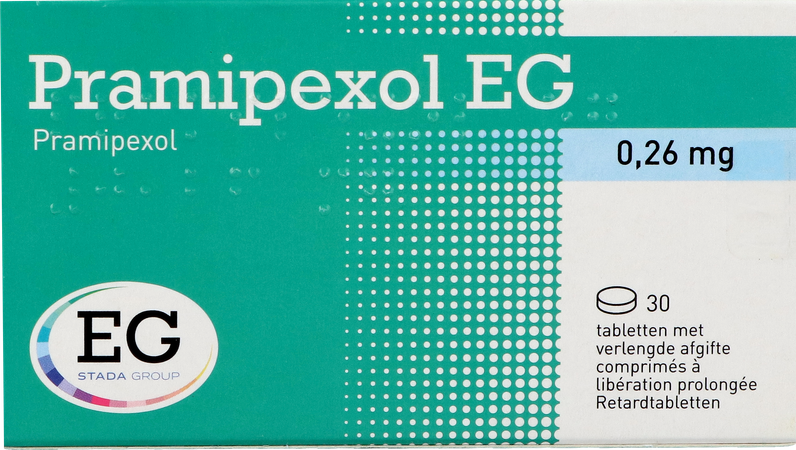 Pramipexol EG
Pramipexol
0,26 mg
30
tabletten met
verlengde afgifte
comprimés à
libération prolongée
Retardtabletten
EG
STADA GROUP